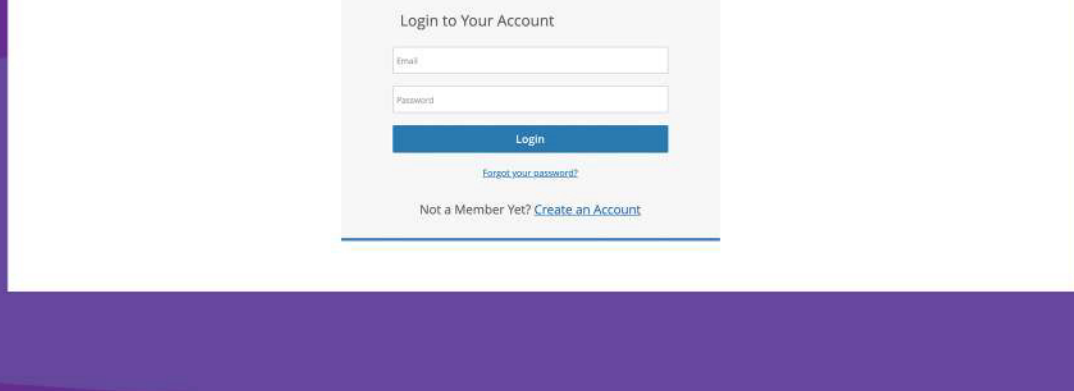 Login to Your Account
Email
Password
Login
Forgot your password?
Not a Member Yet? Create an Account